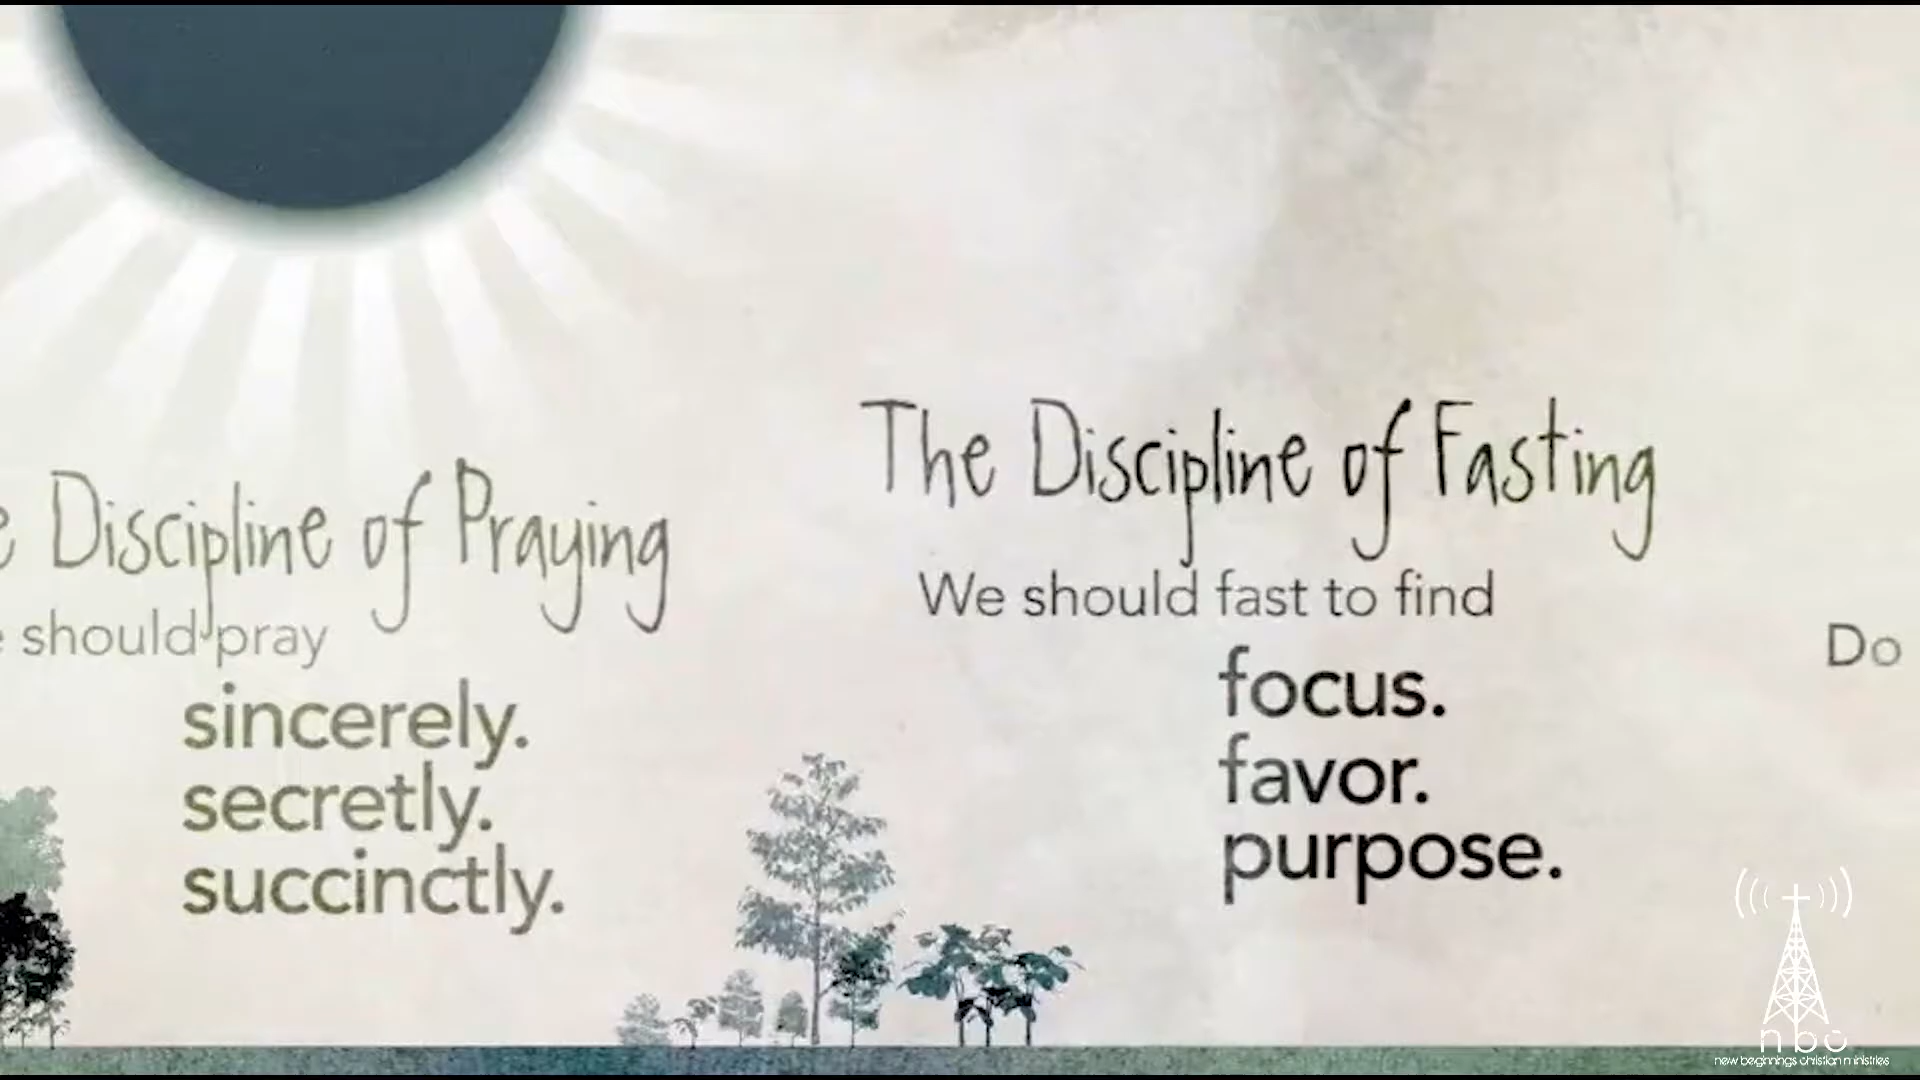 e Discipline of Praying
e should pray
sincerely.
secretly.
succinctly.
The Discipline of Fasting
We should fast to find
focus.
favor.
purpose.
Do
nbc
new beginnings christian ministries